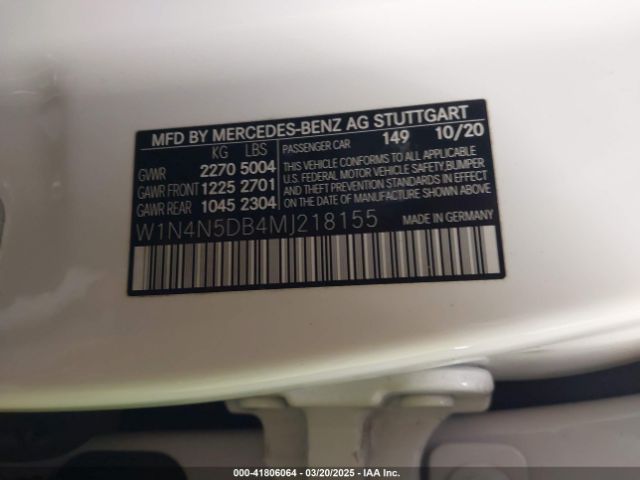 MFD BY MERCEDES-BENZ AG STUTTGART
KG LBS PASSENGER CAR 149 10/20
GVWR 2270 5004
GAWR FRONT 1225 2701
GAWR REAR 1045 2304
THIS VEHICLE CONFORMS TO ALL APPLICABLE
U.S. FEDERAL MOTOR VEHICLE SAFETY, BUMPER
AND THEFT PREVENTION STANDARDS IN EFFECT
ON THE DATE OF MANUFACTURE SHOWN ABOVE.
W1N4N5DB4MJ218155
MADE IN GERMANY
000-41806064 — 03/20/2025 — IAA Inc.